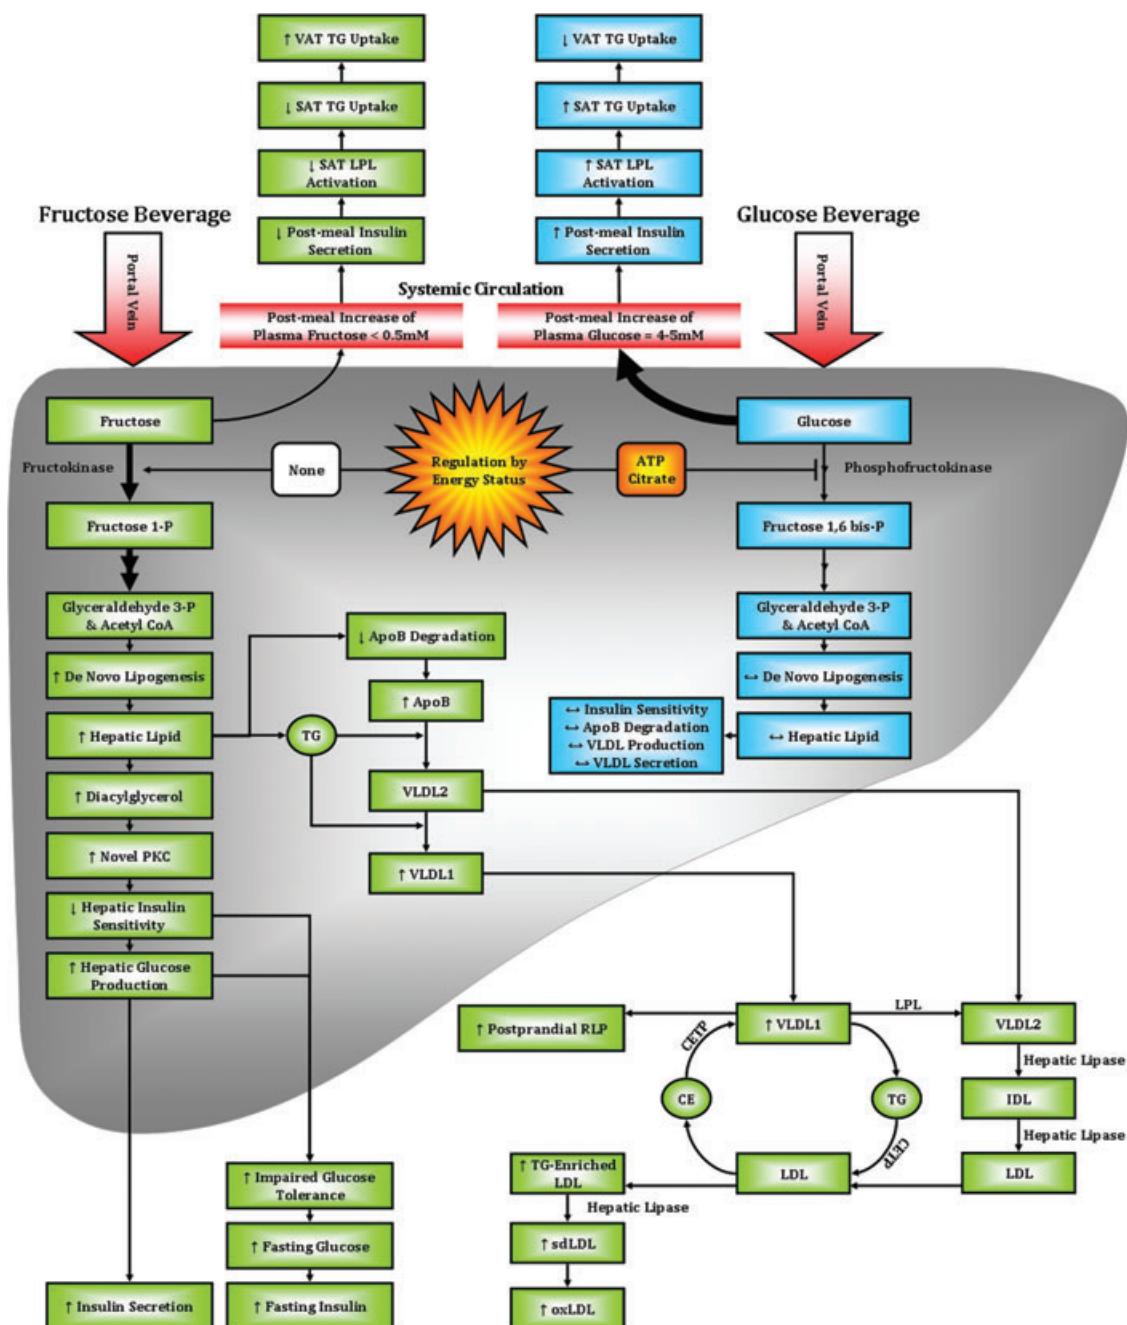 ↑ VAT TG Uptake
↓ SAT TG Uptake
↓ SAT LPL
Activation
↓ Post-meal Insulin
Secretion
↓ VAT TG Uptake
↑ SAT TG Uptake
↑ SAT LPL
Activation
↑ Post-meal Insulin
Secretion
Fructose Beverage
Portal Vein
Glucose Beverage
Portal Vein
Systemic Circulation
Post-meal Increase of
Plasma Fructose < 0.5mM
Post-meal Increase of
Plasma Glucose = 4-5mM
Fructose
Fructokinase
None
Regulation by
Energy Status
ATP
Citrate
Glucose
Phosphofructokinase
Fructose 1-P
Glyceraldehyde 3-P
& Acetyl CoA
↑ De Novo Lipogenesis
↑ Hepatic Lipid
↑ Diacylglycerol
↑ Novel PKC
↓ Hepatic Insulin
Sensitivity
↑ Hepatic Glucose
Production
↓ ApoB Degradation
↑ ApoB
TG
VLDL2
↑ VLDL1
Fructose 1,6 bis-P
Glyceraldehyde 3-P
& Acetyl CoA
↔ De Novo Lipogenesis
↔ Hepatic Lipid
↔ Insulin Sensitivity
↔ ApoB Degradation
↔ VLDL Production
↔ VLDL Secretion
↑ Postprandial RLP
↑ VLDL1
LPL
VLDL2
CETP
Hepatic Lipase
CE
TG
IDL
CETP
Hepatic Lipase
LDL
LDL
↑ TG-Enriched
LDL
Hepatic Lipase
↑ sdLDL
↑ oxLDL
↑ Impaired Glucose
Tolerance
↑ Fasting Glucose
↑ Fasting Insulin
↑ Insulin Secretion